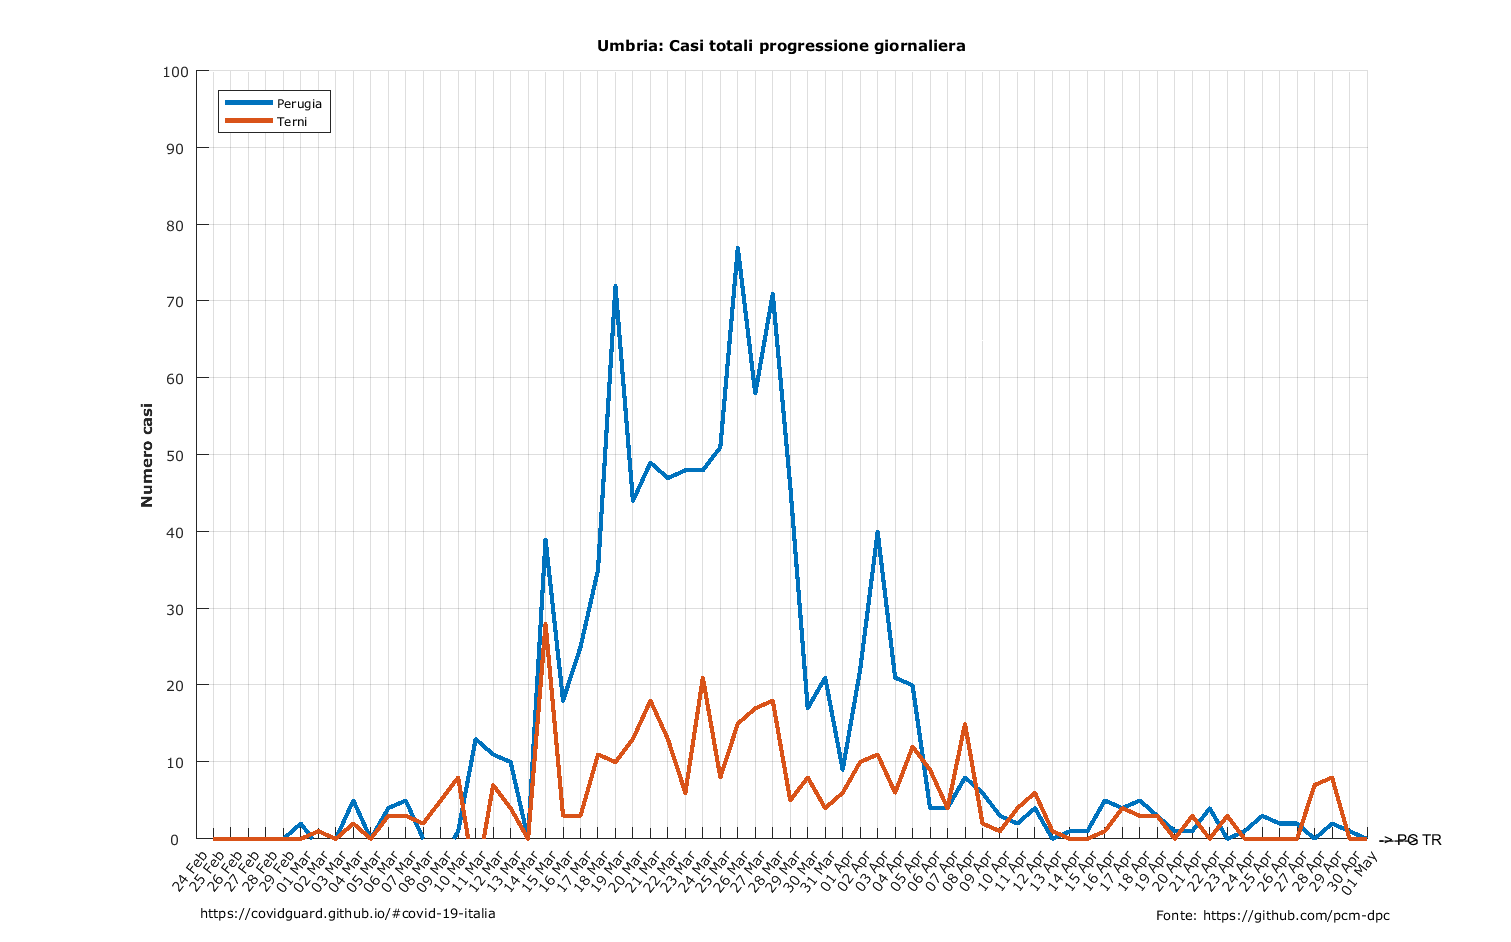 Umbria: Casi totali progressione giornaliera
Perugia
Terni
Numero casi
100
90
80
70
60
50
40
30
20
10
0
24 Feb
25 Feb
26 Feb
27 Feb
28 Feb
29 Feb
01 Mar
02 Mar
03 Mar
04 Mar
05 Mar
06 Mar
07 Mar
08 Mar
09 Mar
10 Mar
11 Mar
12 Mar
13 Mar
14 Mar
15 Mar
16 Mar
17 Mar
18 Mar
19 Mar
20 Mar
21 Mar
22 Mar
23 Mar
24 Mar
25 Mar
26 Mar
27 Mar
28 Mar
29 Mar
30 Mar
31 Mar
01 Apr
02 Apr
03 Apr
04 Apr
05 Apr
06 Apr
07 Apr
08 Apr
09 Apr
10 Apr
11 Apr
12 Apr
13 Apr
14 Apr
15 Apr
16 Apr
17 Apr
18 Apr
19 Apr
20 Apr
21 Apr
22 Apr
23 Apr
24 Apr
25 Apr
26 Apr
27 Apr
28 Apr
29 Apr
30 Apr
01 May
-> PG TR
https://covidguard.github.io/#covid-19-italia
Fonte: https://github.com/pcm-dpc